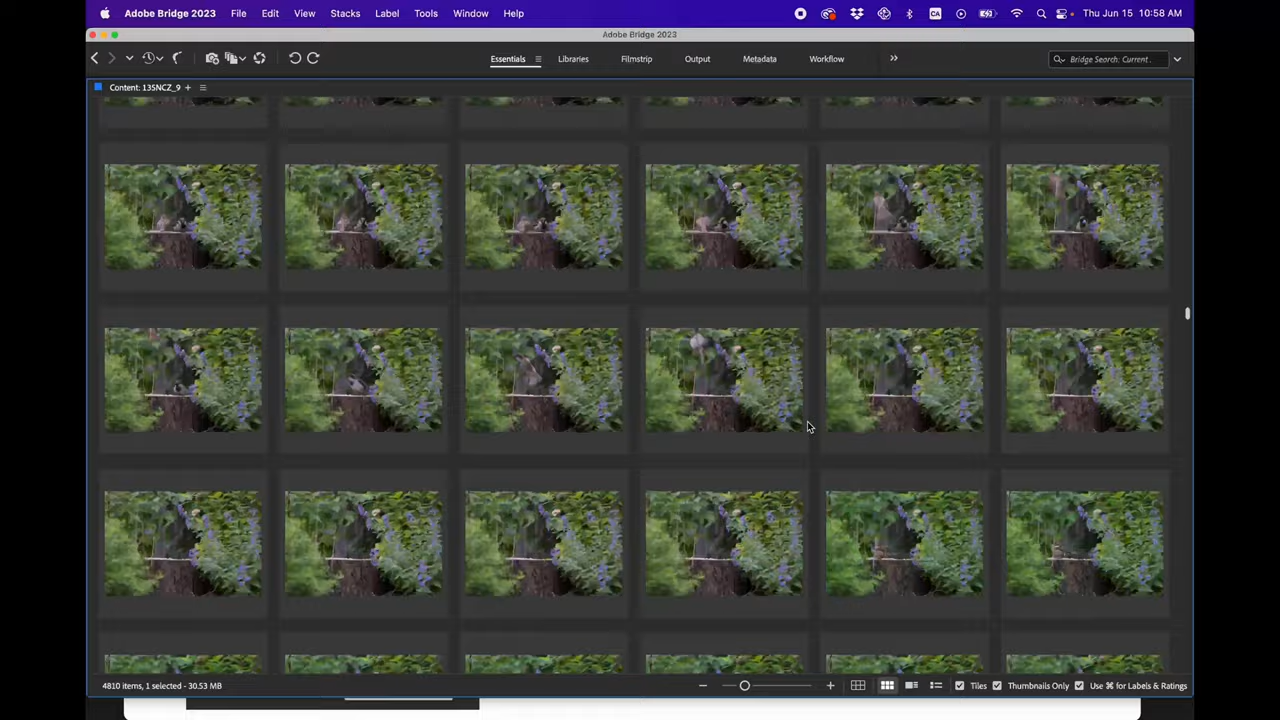 Adobe Bridge 2023 File Edit View Stacks Label Tools Window Help CA Thu Jun 15 10:58 AM
Adobe Bridge 2023
Essentials Libraries Filmstrip Output Metadata Workflow Bridge Search: Current .
Content: 135NCZ_9
4810 items, 1 selected - 30.53 MB Tiles Thumbnails Only Use ⌘ for Labels & Ratings